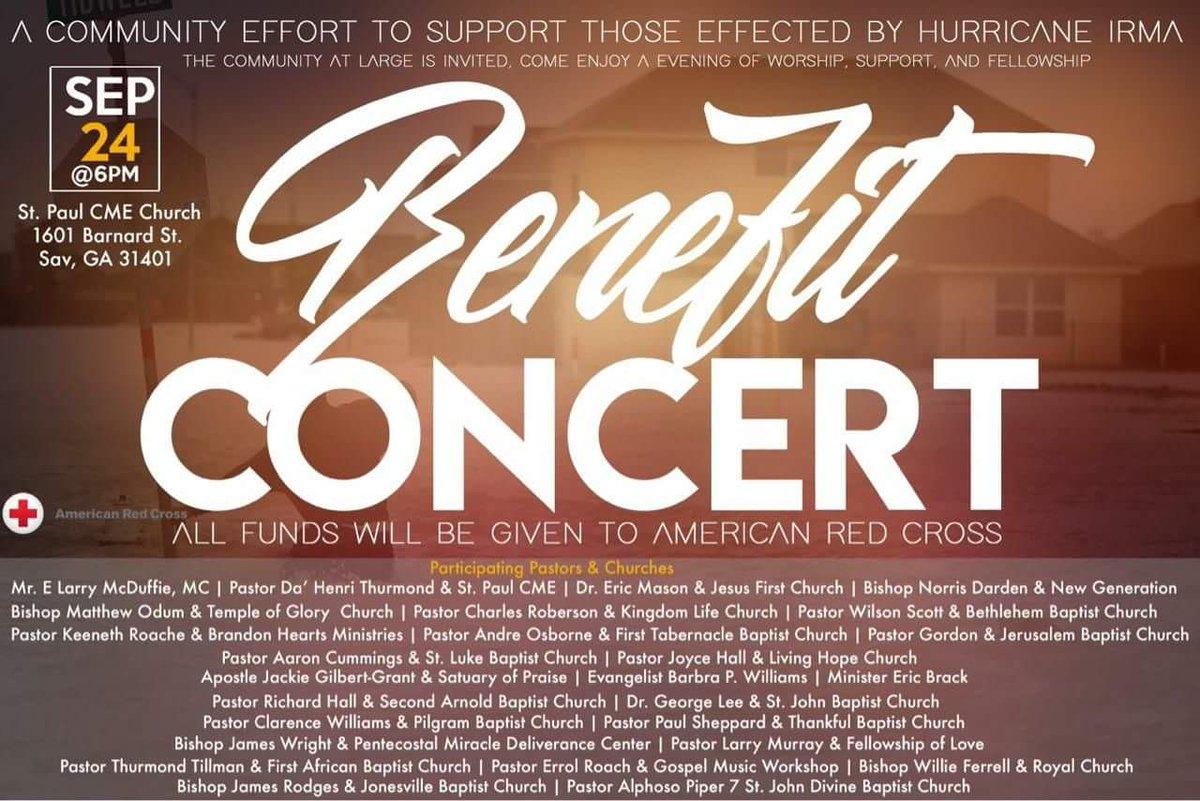 A COMMUNITY EFFORT TO SUPPORT THOSE EFFECTED BY HURRICANE IRMA
THE COMMUNITY AT LARGE IS INVITED, COME ENJOY A EVENING OF WORSHIP, SUPPORT, AND FELLOWSHIP
SEP
24
@6PM
St. Paul CME Church
1601 Barnard St.
Sav, GA 31401
Benefit
CONCERT
American Red Cross
ALL FUNDS WILL BE GIVEN TO AMERICAN RED CROSS
Participating Pastors & Churches
Mr. E Larry McDuffie, MC | Pastor Da' Henri Thurmond & St. Paul CME | Dr. Eric Mason & Jesus First Church | Bishop Norris Darden & New Generation
Bishop Matthew Odum & Temple of Glory Church | Pastor Charles Roberson & Kingdom Life Church | Pastor Wilson Scott & Bethlehem Baptist Church
Pastor Keeneth Roache & Brandon Hearts Ministries | Pastor Andre Osborne & First Tabernacle Baptist Church | Pastor Gordon & Jerusalem Baptist Church
Pastor Aaron Cummings & St. Luke Baptist Church | Pastor Joyce Hall & Living Hope Church
Apostle Jackie Gilbert-Grant & Satuary of Praise | Evangelist Barbra P. Williams | Minister Eric Brack
Pastor Richard Hall & Second Arnold Baptist Church | Dr. George Lee & St. John Baptist Church
Pastor Clarence Williams & Pilgram Baptist Church | Pastor Paul Sheppard & Thankful Baptist Church
Bishop James Wright & Pentecostal Miracle Deliverance Center | Pastor Larry Murray & Fellowship of Love
Pastor Thurmond Tillman & First African Baptist Church | Pastor Errol Roach & Gospel Music Workshop | Bishop Willie Ferrell & Royal Church
Bishop James Rodges & Jonesville Baptist Church | Pastor Alphoso Piper 7 St. John Divine Baptist Church